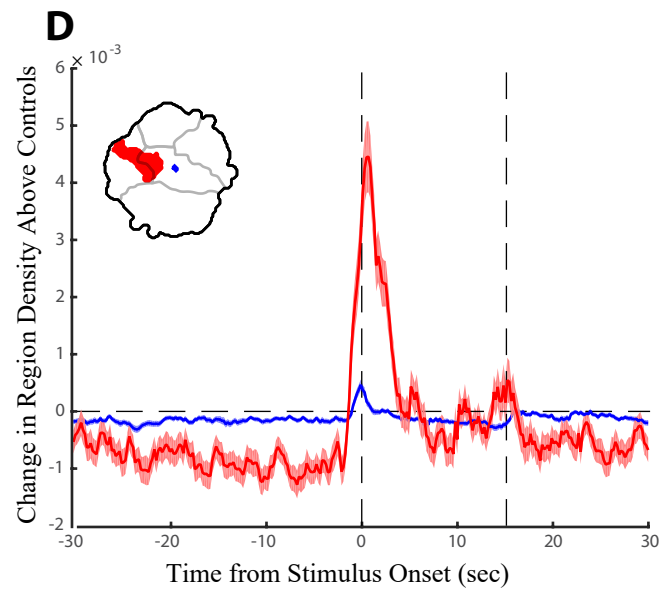 D
× 10⁻³
Change in Region Density Above Controls
6
5
4
3
2
1
0
-1
-2
-30 -20 -10 0 10 20 30
Time from Stimulus Onset (sec)